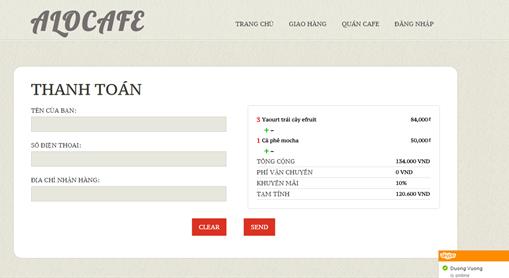 ALOCAFE
TRANG CHỦ GIAO HÀNG QUÁN CAFE ĐĂNG NHẬP
THANH TOÁN
TÊN CỦA BẠN:
SỐ ĐIỆN THOẠI:
ĐỊA CHỈ NHẬN HÀNG:
3 Yaourt trái cây efruit 84,000₫
+ -
1 Cà phê mocha 50,000₫
+ -
TỔNG CỘNG 134.000 VND
PHÍ VẬN CHUYỂN 0 VND
KHUYẾN MÃI 10%
TẠM TÍNH 120.600 VND
CLEAR SEND
skype
Duong Vuong
is online